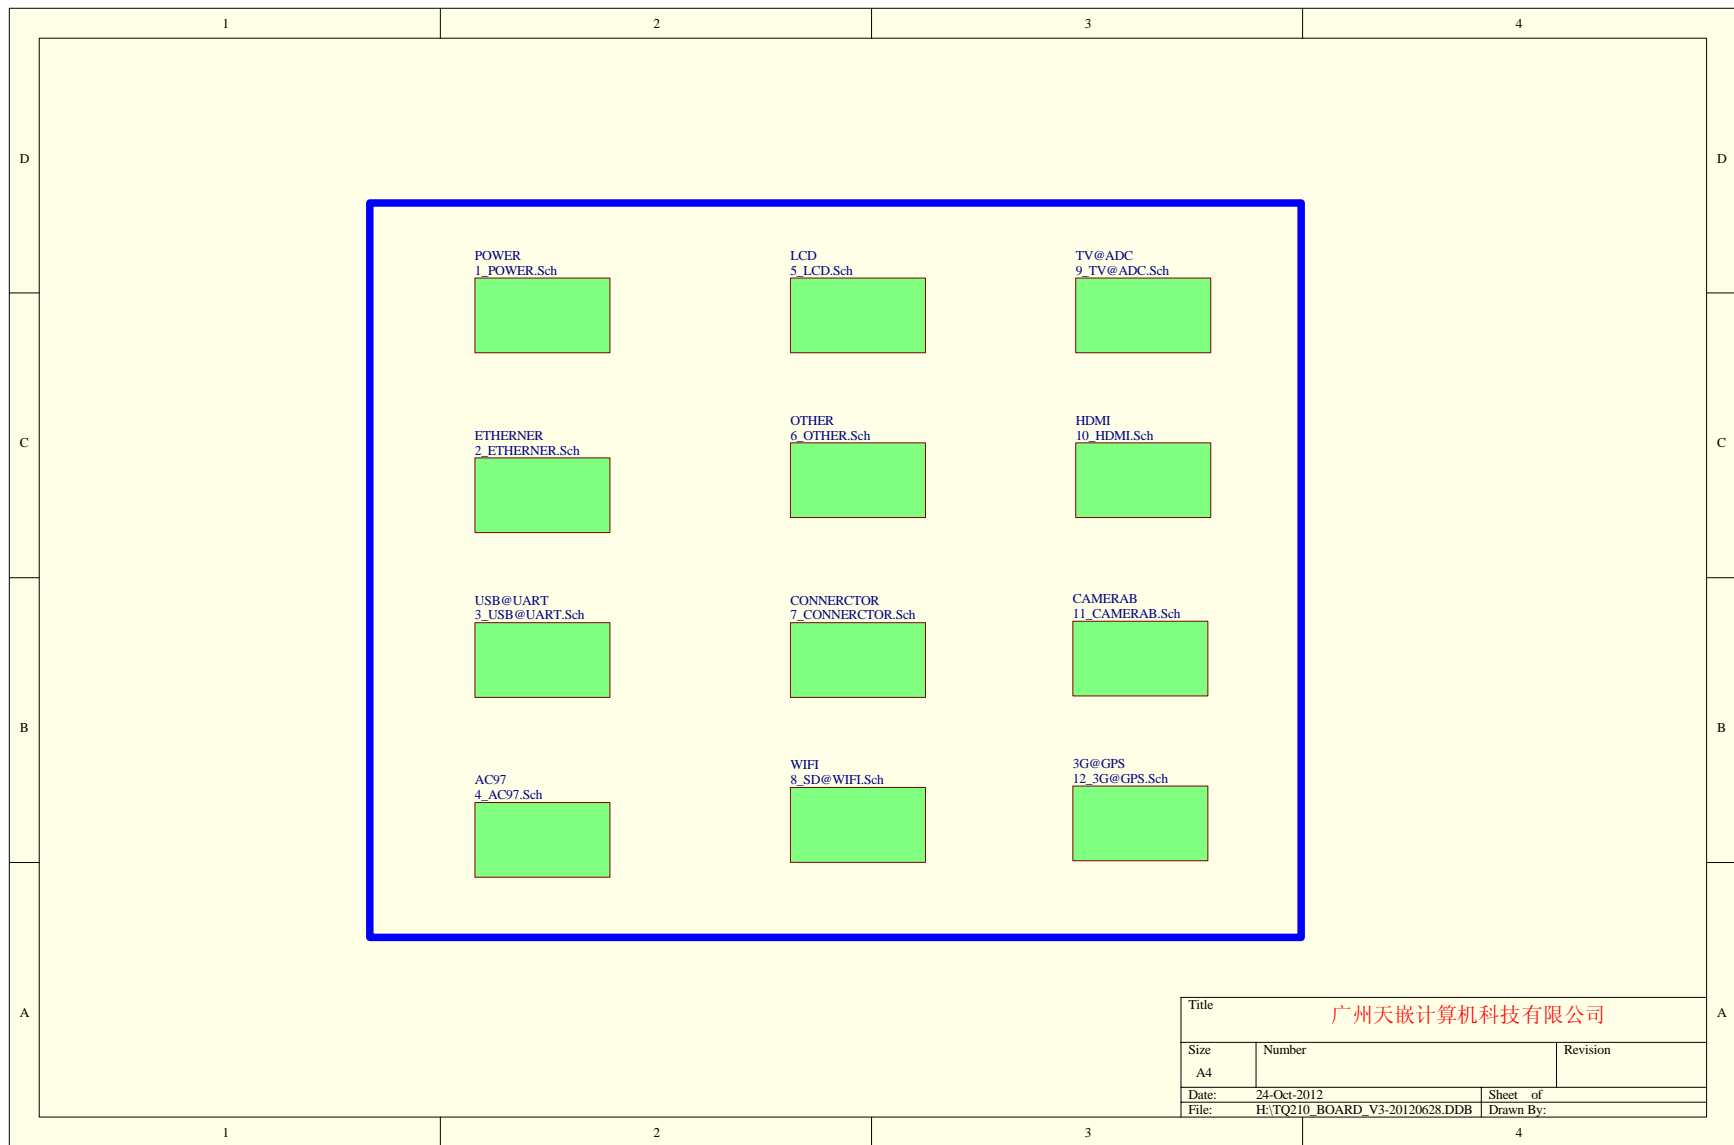 1 2 3 4
D D
POWER
1_POWER.Sch
LCD
5_LCD.Sch
TV@ADC
9_TV@ADC.Sch
C C
ETHERNER
2_ETHERNER.Sch
OTHER
6_OTHER.Sch
HDMI
10_HDMI.Sch
USB@UART
3_USB@UART.Sch
CONNERCTOR
7_CONNERCTOR.Sch
CAMERAB
11_CAMERAB.Sch
B B
AC97
4_AC97.Sch
WIFI
8_SD@WIFI.Sch
3G@GPS
12_3G@GPS.Sch
A A
Title 广州天嵌计算机科技有限公司
Size Number Revision
A4
Date: 24-Oct-2012 Sheet of
File: H:\TQ210_BOARD_V3-20120628.DDB Drawn By:
1 2 3 4